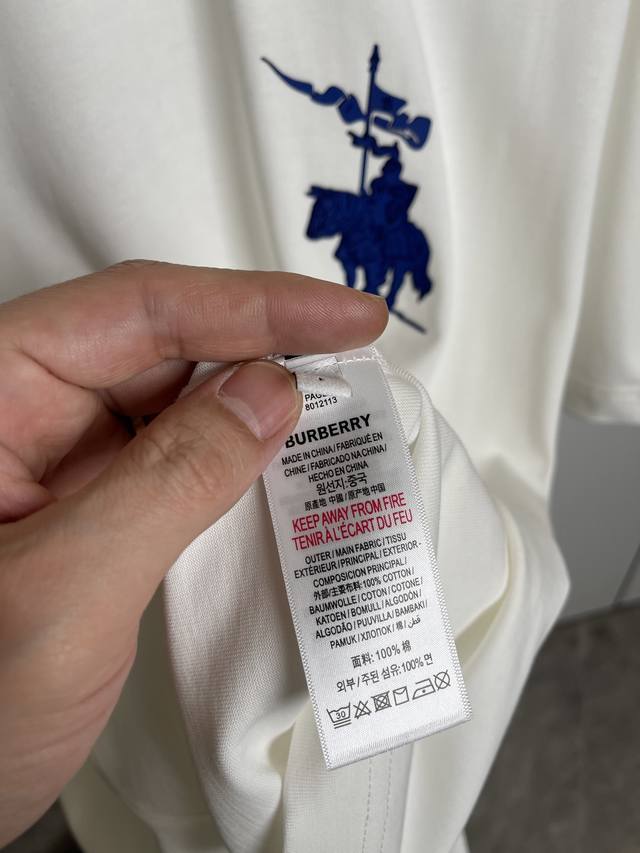 8012113
BURBERRY
MADE IN CHINA / FABRIQUÉ EN
CHINE / FABRICADO NA CHINA /
HECHO EN CHINA
원선지:중국
原產地 中國 / 原产地 中国
KEEP AWAY FROM FIRE
TENIR À L'ÉCART DU FEU
OUTER / MAIN FABRIC / TISSU
EXTÉRIEUR / PRINCIPAL / EXTERIOR -
COMPOSICION PRINCIPAL /
外部/主要布料:100% COTTON /
BAUMWOLLE / COTON / COTONE /
KATOEN / BOMULL / ALGODÓN /
ALGODÃO / PUUVILLA / BAMBAKI /
PAMUK / ХЛОПОК / 棉 / قطن
面料: 100% 棉
외부 / 주된 섬유:100% 면
30